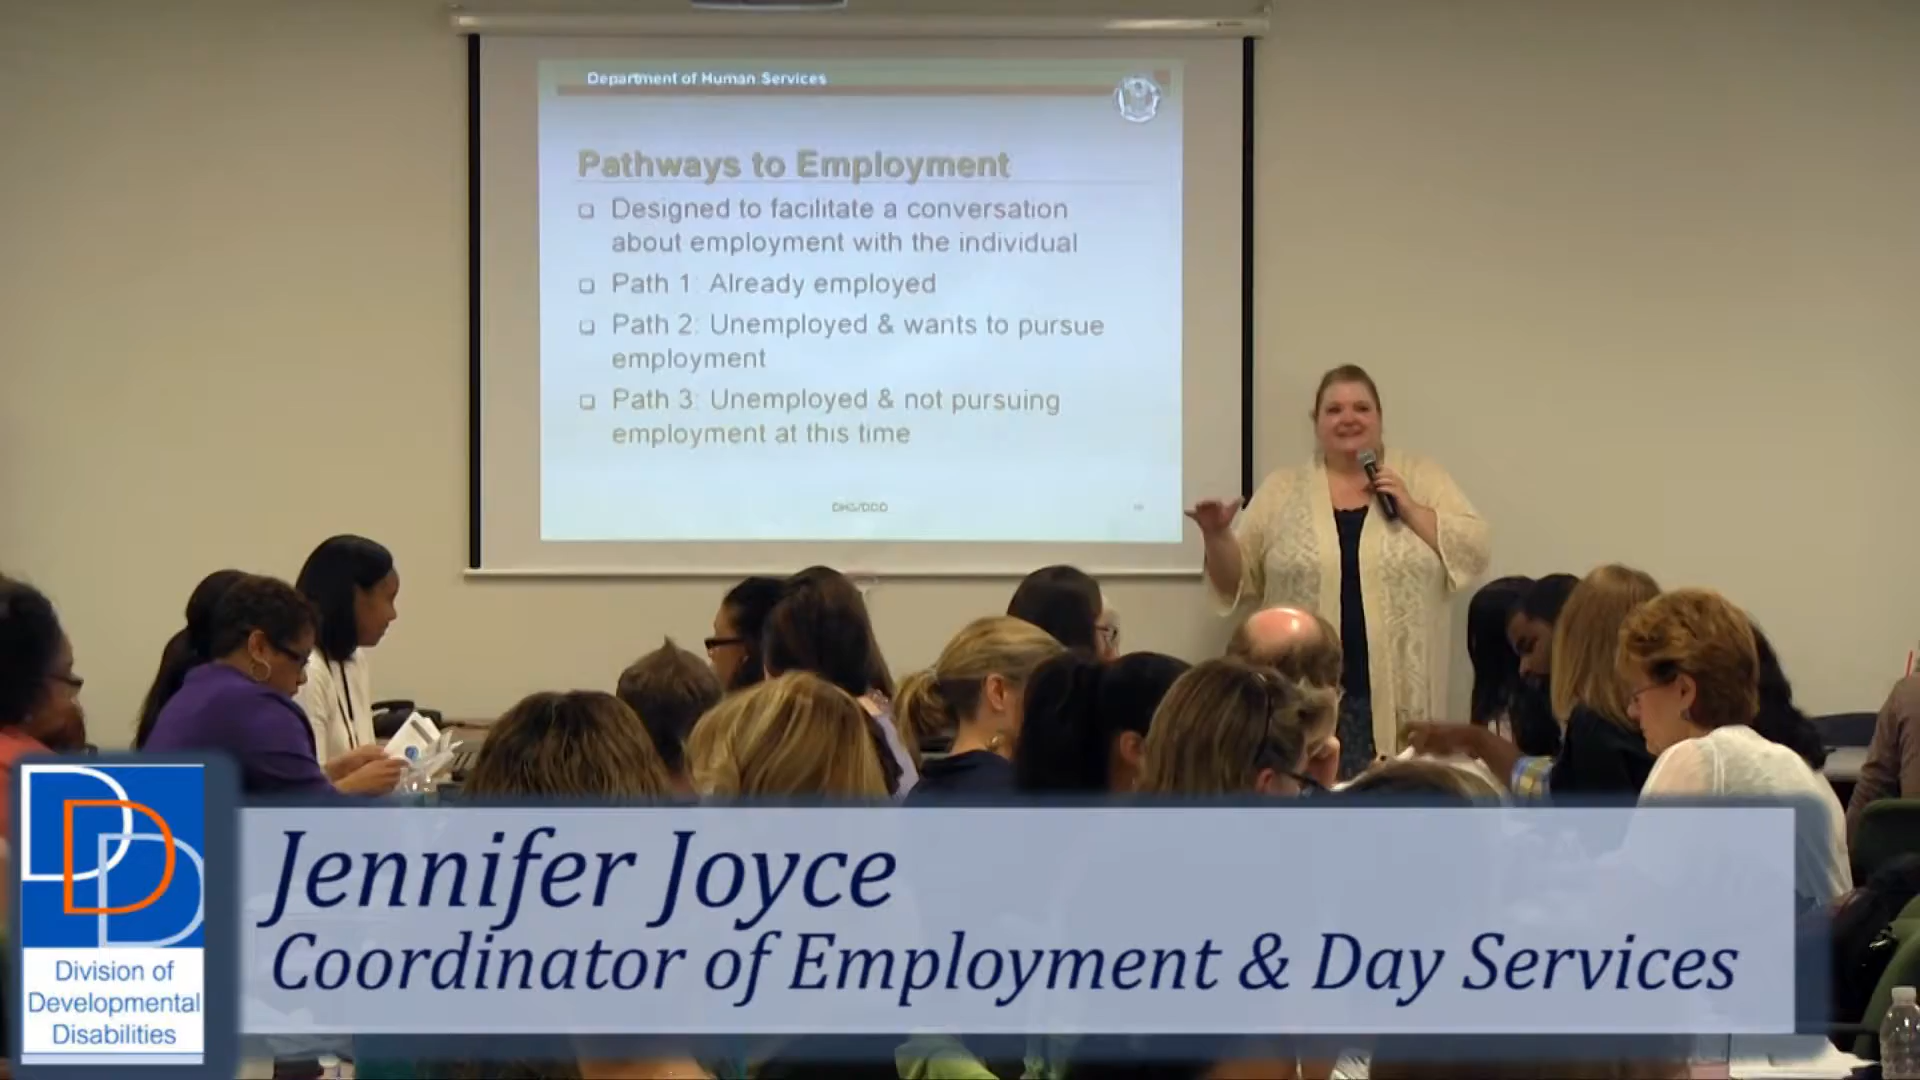 Department of Human Services
Pathways to Employment
Designed to facilitate a conversation
about employment with the individual
Path 1: Already employed
Path 2: Unemployed & wants to pursue
employment
Path 3: Unemployed & not pursuing
employment at this time
DHS/DDD
DDD
Division of
Developmental
Disabilities
Jennifer Joyce
Coordinator of Employment & Day Services